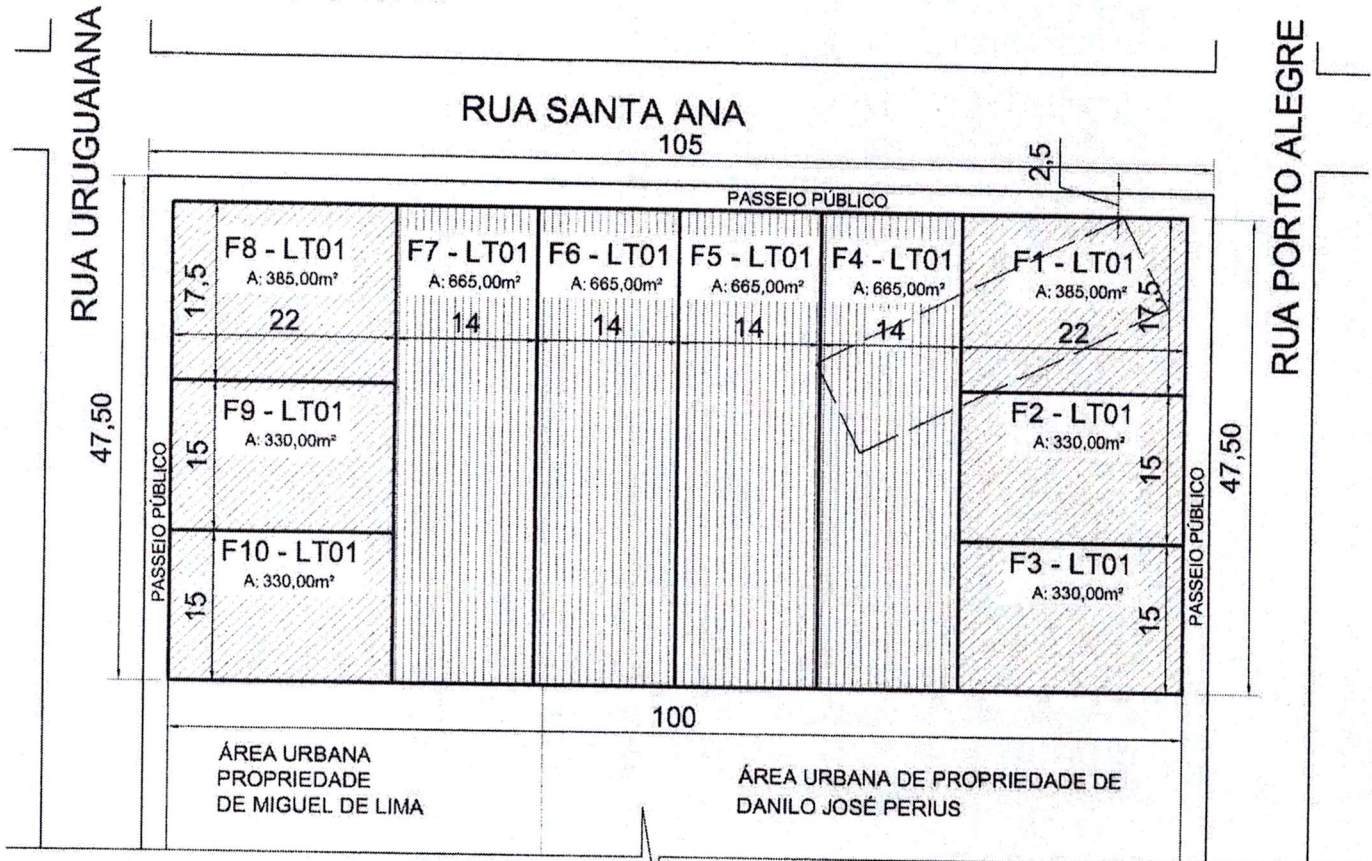 RUA URUGUAIANA
RUA SANTA ANA
RUA PORTO ALEGRE
105
2,5
PASSEIO PÚBLICO
F8 - LT01
A: 385,00m²
17,5
22
F7 - LT01
A: 665,00m²
14
F6 - LT01
A: 665,00m²
14
F5 - LT01
A: 665,00m²
14
F4 - LT01
A: 665,00m²
14
F1 - LT01
A: 385,00m²
17,5
22
47,50
F9 - LT01
A: 330,00m²
15
F2 - LT01
A: 330,00m²
15
47,50
PASSEIO PÚBLICO
F10 - LT01
A: 330,00m²
15
F3 - LT01
A: 330,00m²
15
PASSEIO PÚBLICO
100
ÁREA URBANA
PROPRIEDADE
DE MIGUEL DE LIMA
ÁREA URBANA DE PROPRIEDADE DE
DANILO JOSÉ PERIUS